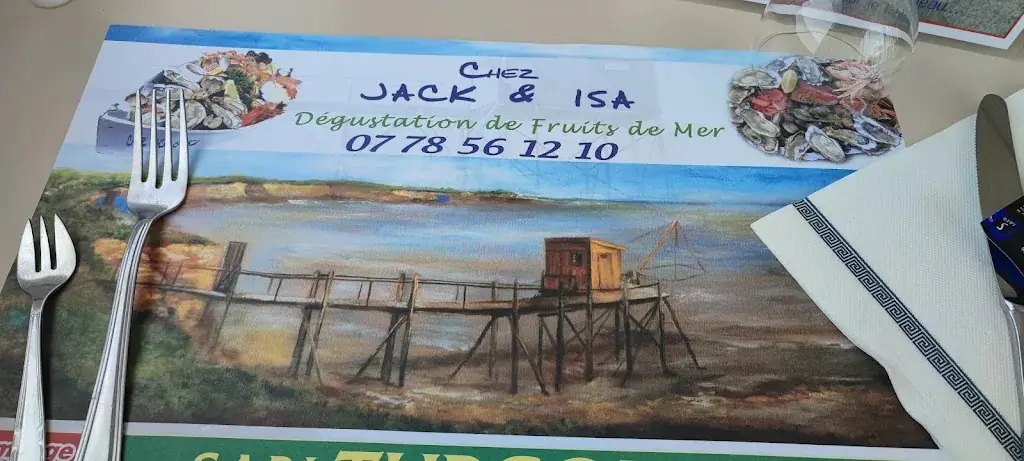 CHEZ
JACK & ISA
Dégustation de Fruits de Mer
07 78 56 12 10